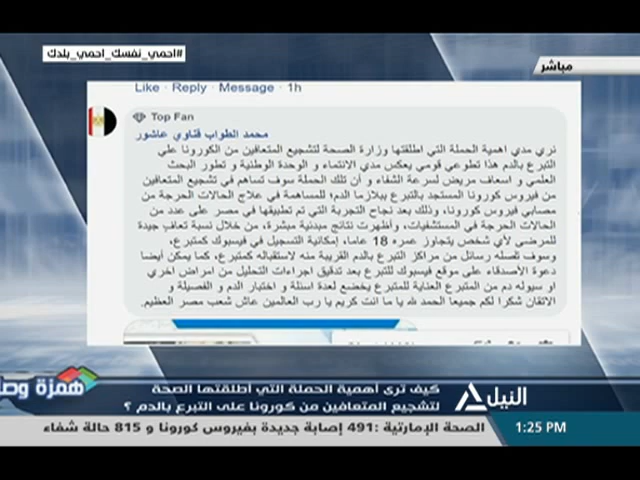 #احمي_نفسك_احمي_بلدك
مباشر
Like · Reply · Message · 1h
Top Fan
محمد الطواب قناوي عاشور
نري مدي اهمية الحملة التي اطلقتها وزارة الصحة لتشجيع المتعافين من الكورونا علي
التبرع بالدم هذا تطوعي قومي يعكس مدي الانتماء و الوحدة الوطنية و تطور البحث
العلمي و اسعاف مريض لسرعة الشفاء و أن تلك الحملة سوف تساهم في تشجيع المتعافين
من فيروس كورونا المستجد بالتبرع ببلازما الدم؛ للمساهمة في علاج الحالات الحرجة من
مصابي فيروس كورونا، وذلك بعد نجاح التجربة التي تم تطبيقها في مصر على عدد من
الحالات الحرجة في المستشفيات، وأظهرت نتائج مبدئية مبشرة، من خلال نسبة تعافي جيدة
للمرضي لأي شخص يتجاوز عمره 18 عاما، إمكانية التسجيل في فيسبوك كمتبرع،
وسوف تصله رسائل من مراكز التبرع بالدم القريبة منه لاستقباله كمتبرع، كما يمكن أيضا
دعوة الأصدقاء على موقع فيسبوك للتبرع بعد تدقيق اجراءات التحليل من امراض اخري
او سيوله دم من المتبرع العناية للمتبرع يخضع لعدة اسئلة و اختبار الدم و الفصيلة و
الاتقان شكرا لكم جميعا الحمد لله يا ما انت كريم يا رب العالمين عاش شعب مصر العظيم.
همزة وصل
كيف ترى أهمية الحملة التي أطلقتها الصحة
لتشجيع المتعافين من كورونا على التبرع بالدم ؟
النيل
الصحة الإماراتية :491 إصابة جديدة بفيروس كورونا و 815 حالة شفاء
1:25 PM